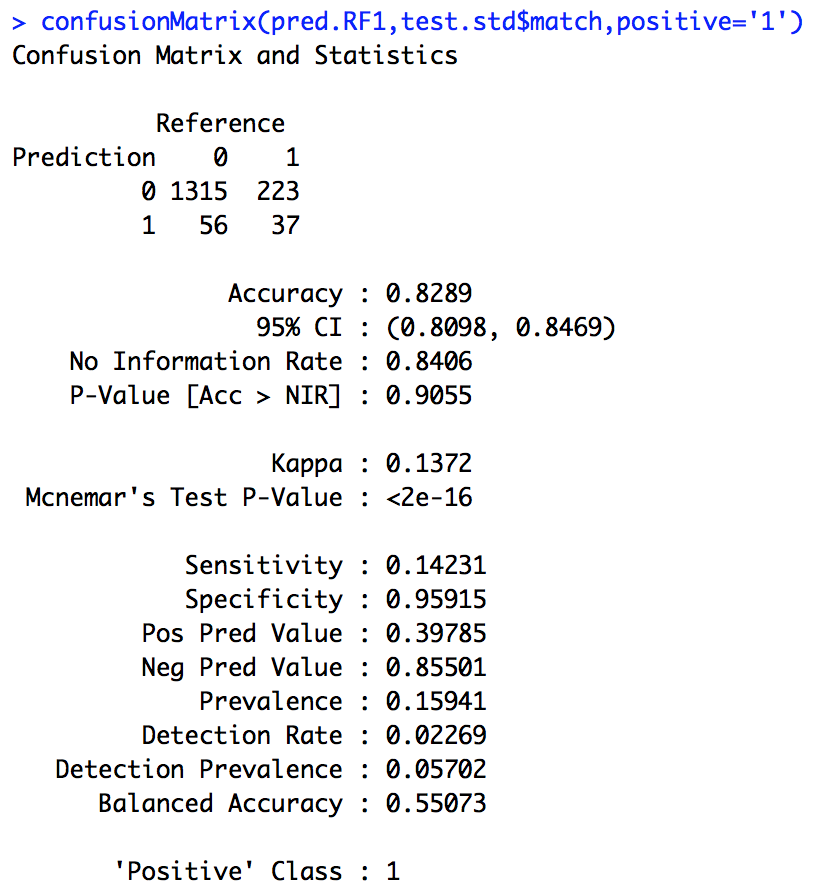 > confusionMatrix(pred.RF1,test.std$match,positive='1')
Confusion Matrix and Statistics

          Reference
Prediction    0    1
         0 1315  223
         1   56   37

               Accuracy : 0.8289
                 95% CI : (0.8098, 0.8469)
    No Information Rate : 0.8406
    P-Value [Acc > NIR] : 0.9055

                  Kappa : 0.1372
 Mcnemar's Test P-Value : <2e-16

            Sensitivity : 0.14231
            Specificity : 0.95915
         Pos Pred Value : 0.39785
         Neg Pred Value : 0.85501
             Prevalence : 0.15941
         Detection Rate : 0.02269
   Detection Prevalence : 0.05702
      Balanced Accuracy : 0.55073

       'Positive' Class : 1